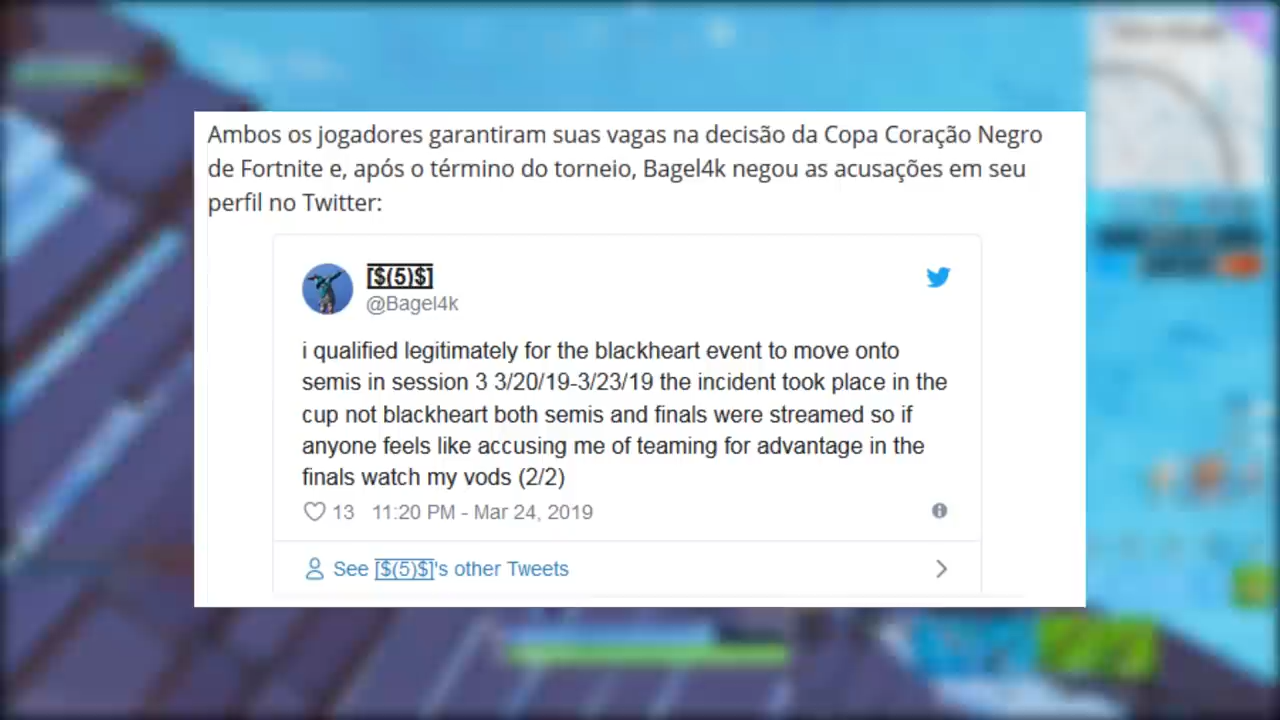 Ambos os jogadores garantiram suas vagas na decisão da Copa Coração Negro
de Fortnite e, após o término do torneio, Bagel4k negou as acusações em seu
perfil no Twitter:
[$(5)$]
@Bagel4k
i qualified legitimately for the blackheart event to move onto
semis in session 3 3/20/19-3/23/19 the incident took place in the
cup not blackheart both semis and finals were streamed so if
anyone feels like accusing me of teaming for advantage in the
finals watch my vods (2/2)
13 11:20 PM - Mar 24, 2019
See [$(5)$]'s other Tweets